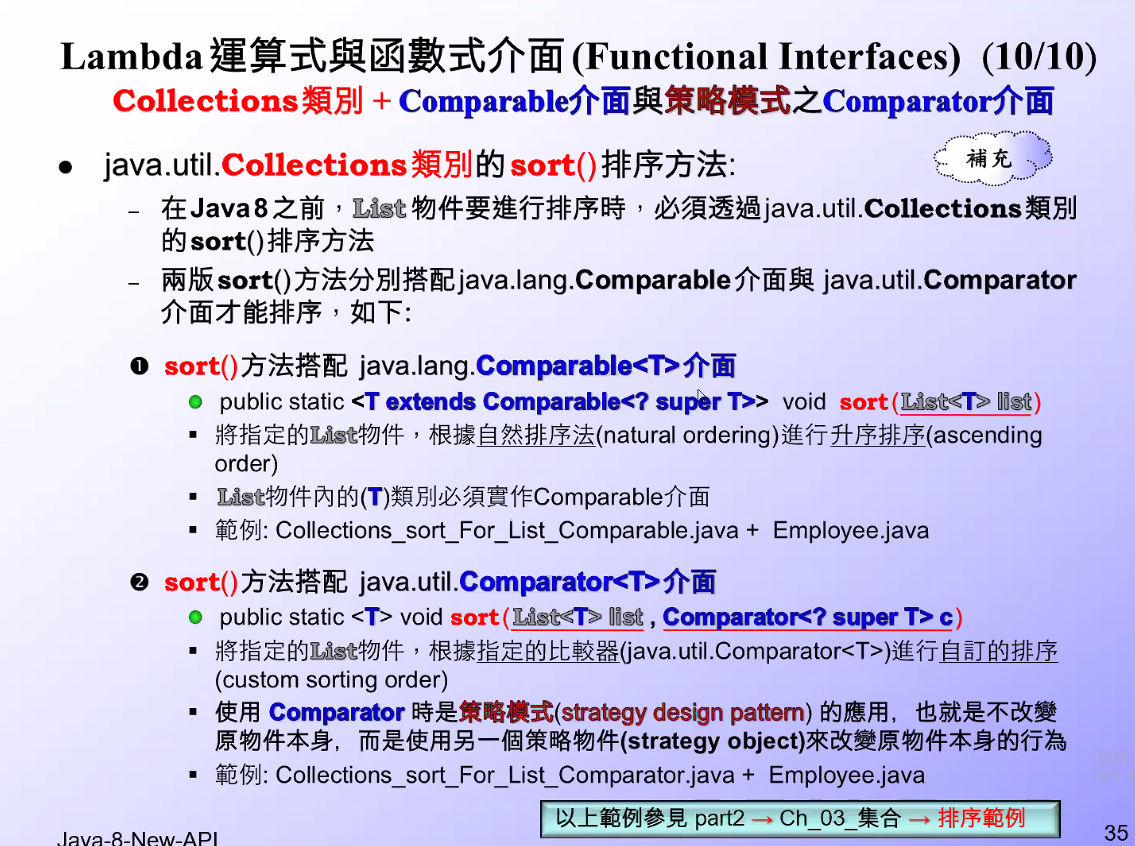 Lambda運算式與函數式介面(Functional Interfaces) (10/10)
Collections類別 + Comparable介面與策略模式之Comparator介面
● java.util.Collections類別的sort()排序方法:
補充
– 在Java 8之前，List物件要進行排序時，必須透過java.util.Collections類別
的sort()排序方法
– 兩版sort()方法分別搭配java.lang.Comparable介面與 java.util.Comparator
介面才能排序，如下:
❶ sort()方法搭配 java.lang.Comparable<T>介面
public static <T extends Comparable<? super T>> void sort(List<T> list)
▪ 將指定的List物件，根據自然排序法(natural ordering)進行升序排序(ascending
order)
▪ List物件內的(T)類別必須實作Comparable介面
▪ 範例: Collections_sort_For_List_Comparable.java + Employee.java
❷ sort()方法搭配 java.util.Comparator<T>介面
public static <T> void sort(List<T> list , Comparator<? super T> c)
▪ 將指定的List物件，根據指定的比較器(java.util.Comparator<T>)進行自訂的排序
(custom sorting order)
▪ 使用 Comparator 時是策略模式(strategy design pattern) 的應用, 也就是不改變
原物件本身, 而是使用另一個策略物件(strategy object)來改變原物件本身的行為
▪ 範例: Collections_sort_For_List_Comparator.java + Employee.java
以上範例參見 part2 → Ch_03_集合 → 排序範例
Java-8-New-API
35